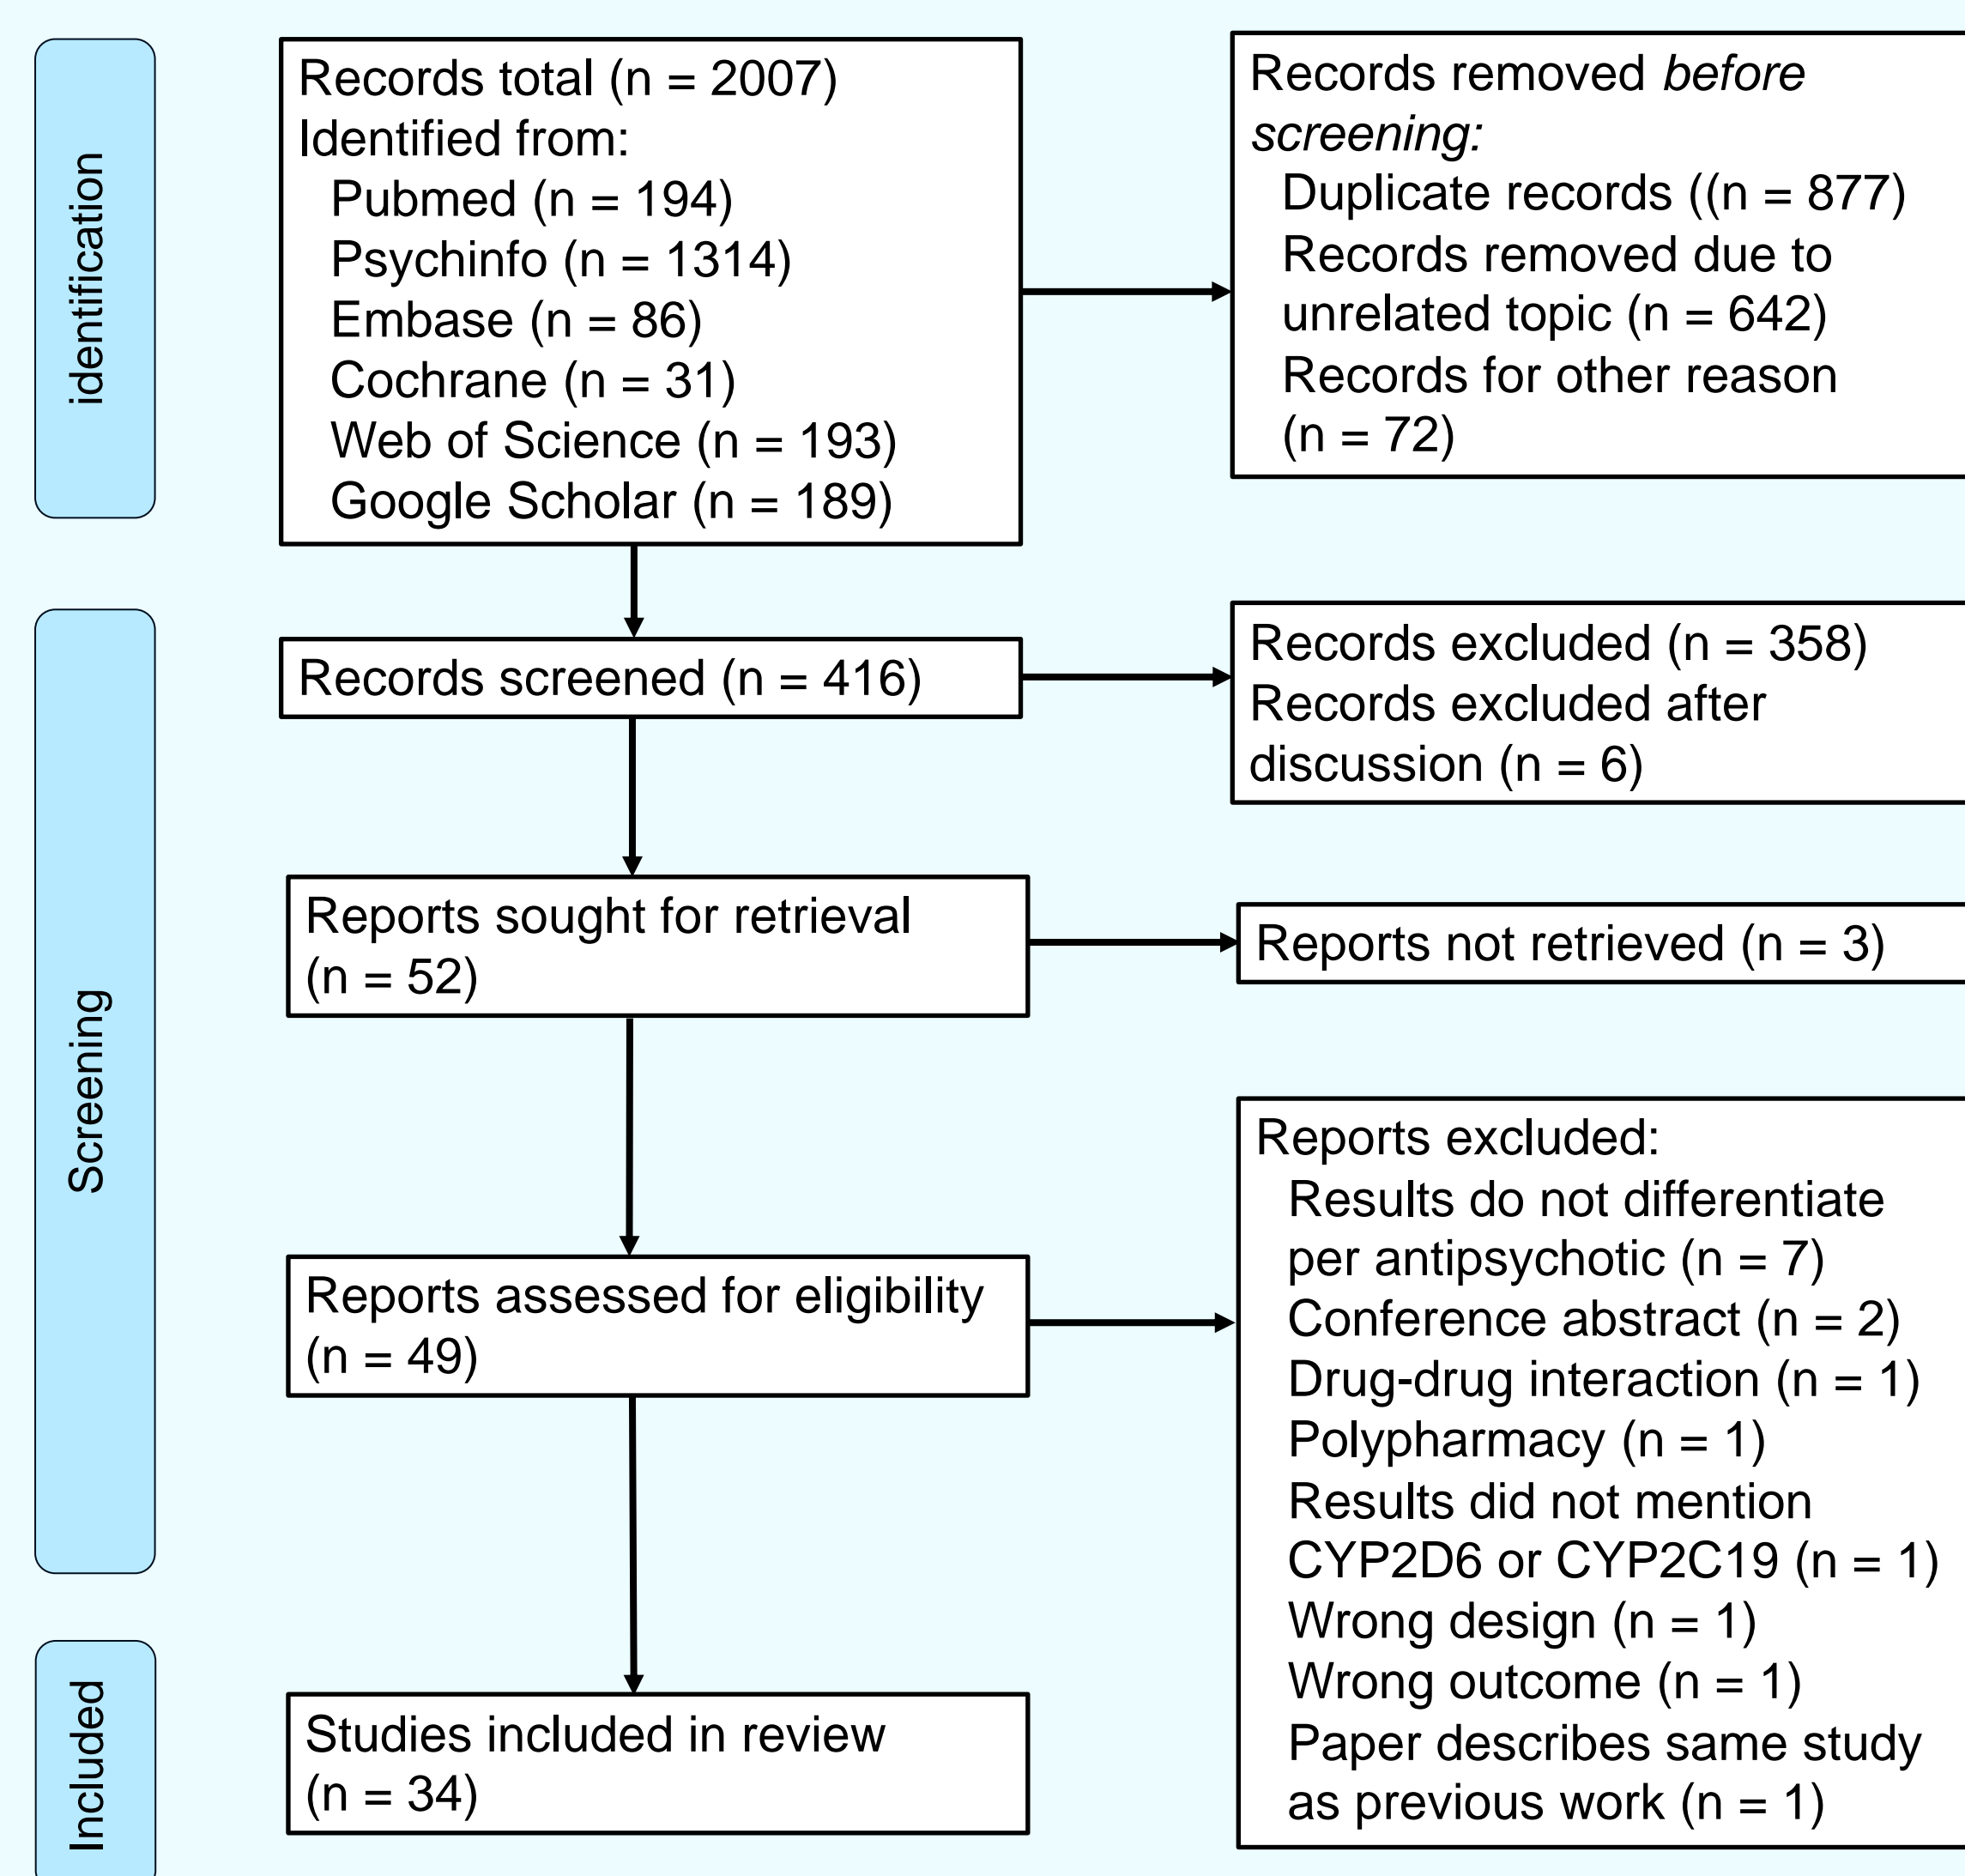 identification
Records total (n = 2007)
Identified from:
Pubmed (n = 194)
Psychinfo (n = 1314)
Embase (n = 86)
Cochrane (n = 31)
Web of Science (n = 193)
Google Scholar (n = 189)
Records removed before
screening:
Duplicate records ((n = 877)
Records removed due to
unrelated topic (n = 642)
Records for other reason
(n = 72)
Screening
Records screened (n = 416)
Records excluded (n = 358)
Records excluded after
discussion (n = 6)
Reports sought for retrieval
(n = 52)
Reports not retrieved (n = 3)
Reports assessed for eligibility
(n = 49)
Reports excluded:
Results do not differentiate
per antipsychotic (n = 7)
Conference abstract (n = 2)
Drug-drug interaction (n = 1)
Polypharmacy (n = 1)
Results did not mention
CYP2D6 or CYP2C19 (n = 1)
Wrong design (n = 1)
Wrong outcome (n = 1)
Paper describes same study
as previous work (n = 1)
Included
Studies included in review
(n = 34)